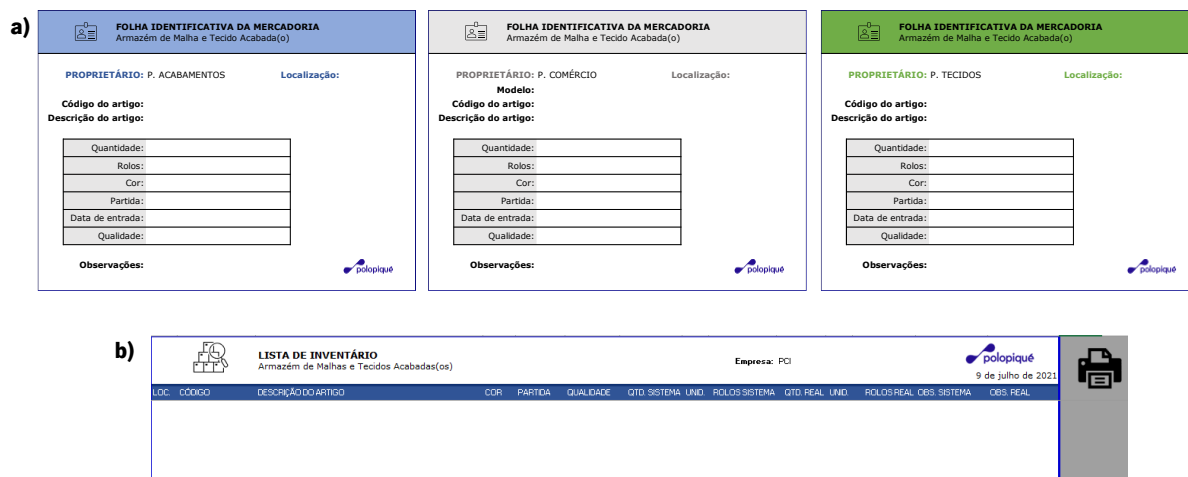 a)
FOLHA IDENTIFICATIVA DA MERCADORIA
Armazém de Malha e Tecido Acabada(o)
PROPRIETÁRIO: P. ACABAMENTOS Localização:
Código do artigo:
Descrição do artigo:
Quantidade:
Rolos:
Cor:
Partida:
Data de entrada:
Qualidade:
Observações:
polopiqué
FOLHA IDENTIFICATIVA DA MERCADORIA
Armazém de Malha e Tecido Acabada(o)
PROPRIETÁRIO: P. COMÉRCIO Localização:
Modelo:
Código do artigo:
Descrição do artigo:
Quantidade:
Rolos:
Cor:
Partida:
Data de entrada:
Qualidade:
Observações:
polopiqué
FOLHA IDENTIFICATIVA DA MERCADORIA
Armazém de Malha e Tecido Acabada(o)
PROPRIETÁRIO: P. TECIDOS Localização:
Código do artigo:
Descrição do artigo:
Quantidade:
Rolos:
Cor:
Partida:
Data de entrada:
Qualidade:
Observações:
polopiqué
b)
LISTA DE INVENTÁRIO
Armazém de Malhas e Tecidos Acabadas(os)
Empresa: PCI
polopiqué
9 de julho de 2021
LOC. CÓDIGO DESCRIÇÃO DO ARTIGO COR PARTIDA QUALIDADE QTD. SISTEMA UNID. ROLOS SISTEMA QTD. REAL UNID. ROLOS REAL OBS. SISTEMA OBS. REAL